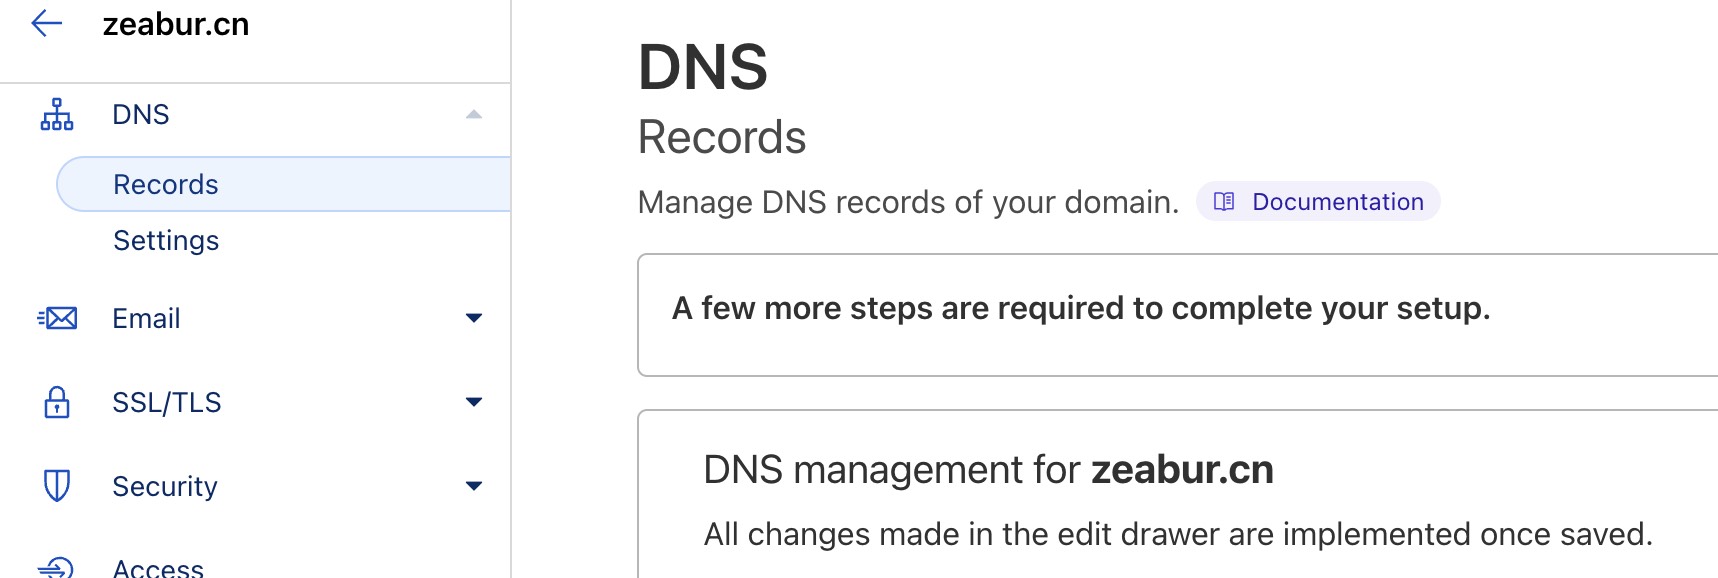 zeabur.cn
DNS
Records
Settings
Email
SSL/TLS
Security
Access
DNS
Records
Manage DNS records of your domain. Documentation
A few more steps are required to complete your setup.
DNS management for zeabur.cn
All changes made in the edit drawer are implemented once saved.